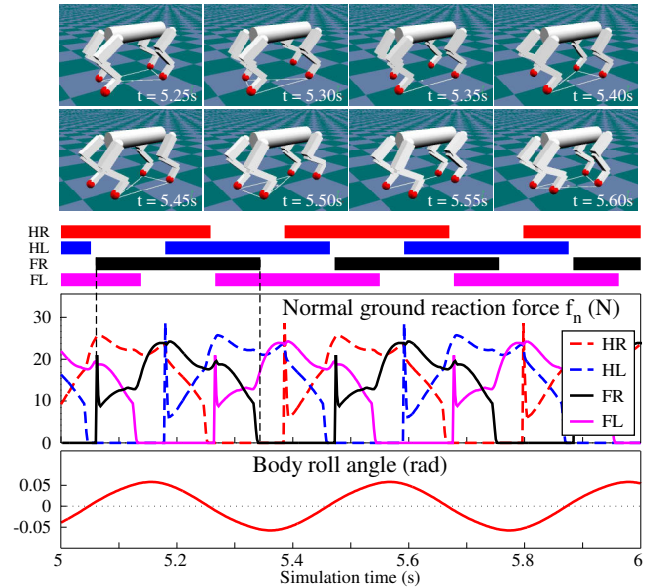 t = 5.25s t = 5.30s t = 5.35s t = 5.40s
t = 5.45s t = 5.50s t = 5.55s t = 5.60s
HR
HL
FR
FL
Normal ground reaction force f_n (N)
30
20
10
0
HR
HL
FR
FL
Body roll angle (rad)
0.05
0
-0.05
5 5.2 5.4 5.6 5.8 6
Simulation time (s)